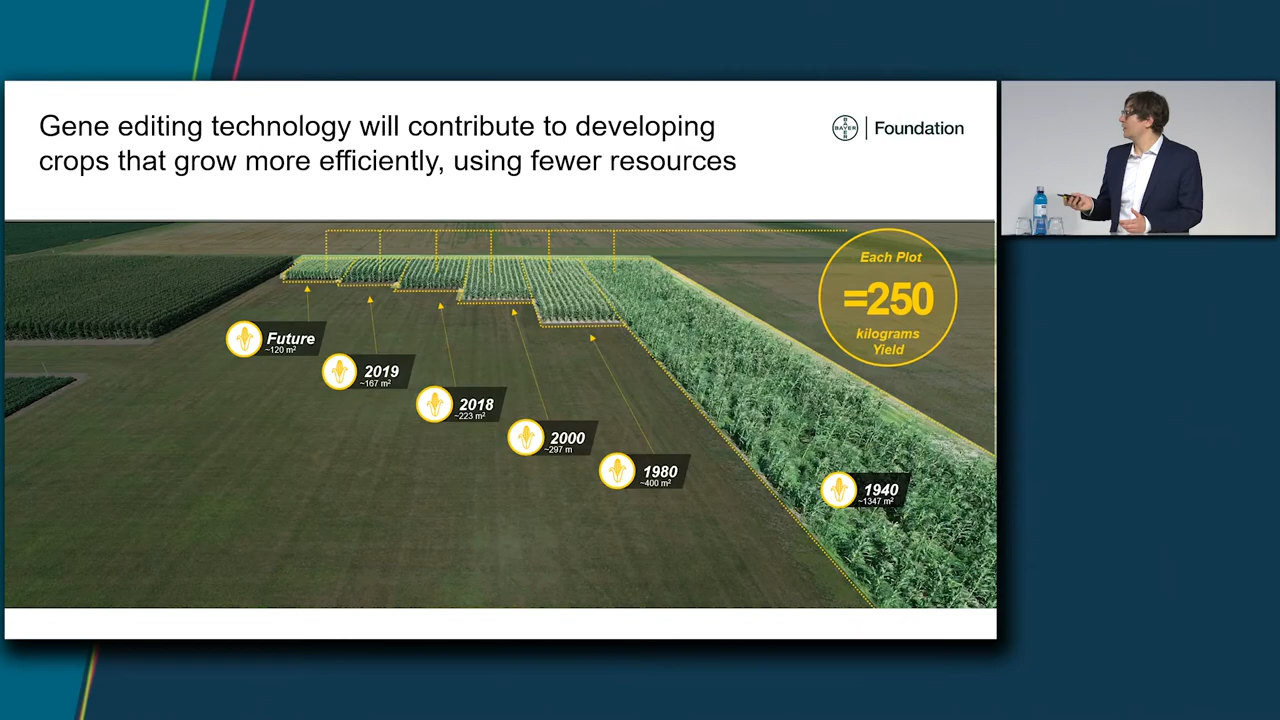 Gene editing technology will contribute to developing
crops that grow more efficiently, using fewer resources
BAYER
BAYER
Foundation
Each Plot
=250
kilograms
Yield
Future
~120 m²
2019
~167 m²
2018
~223 m²
2000
~297 m
1980
~400 m²
1940
~1347 m²